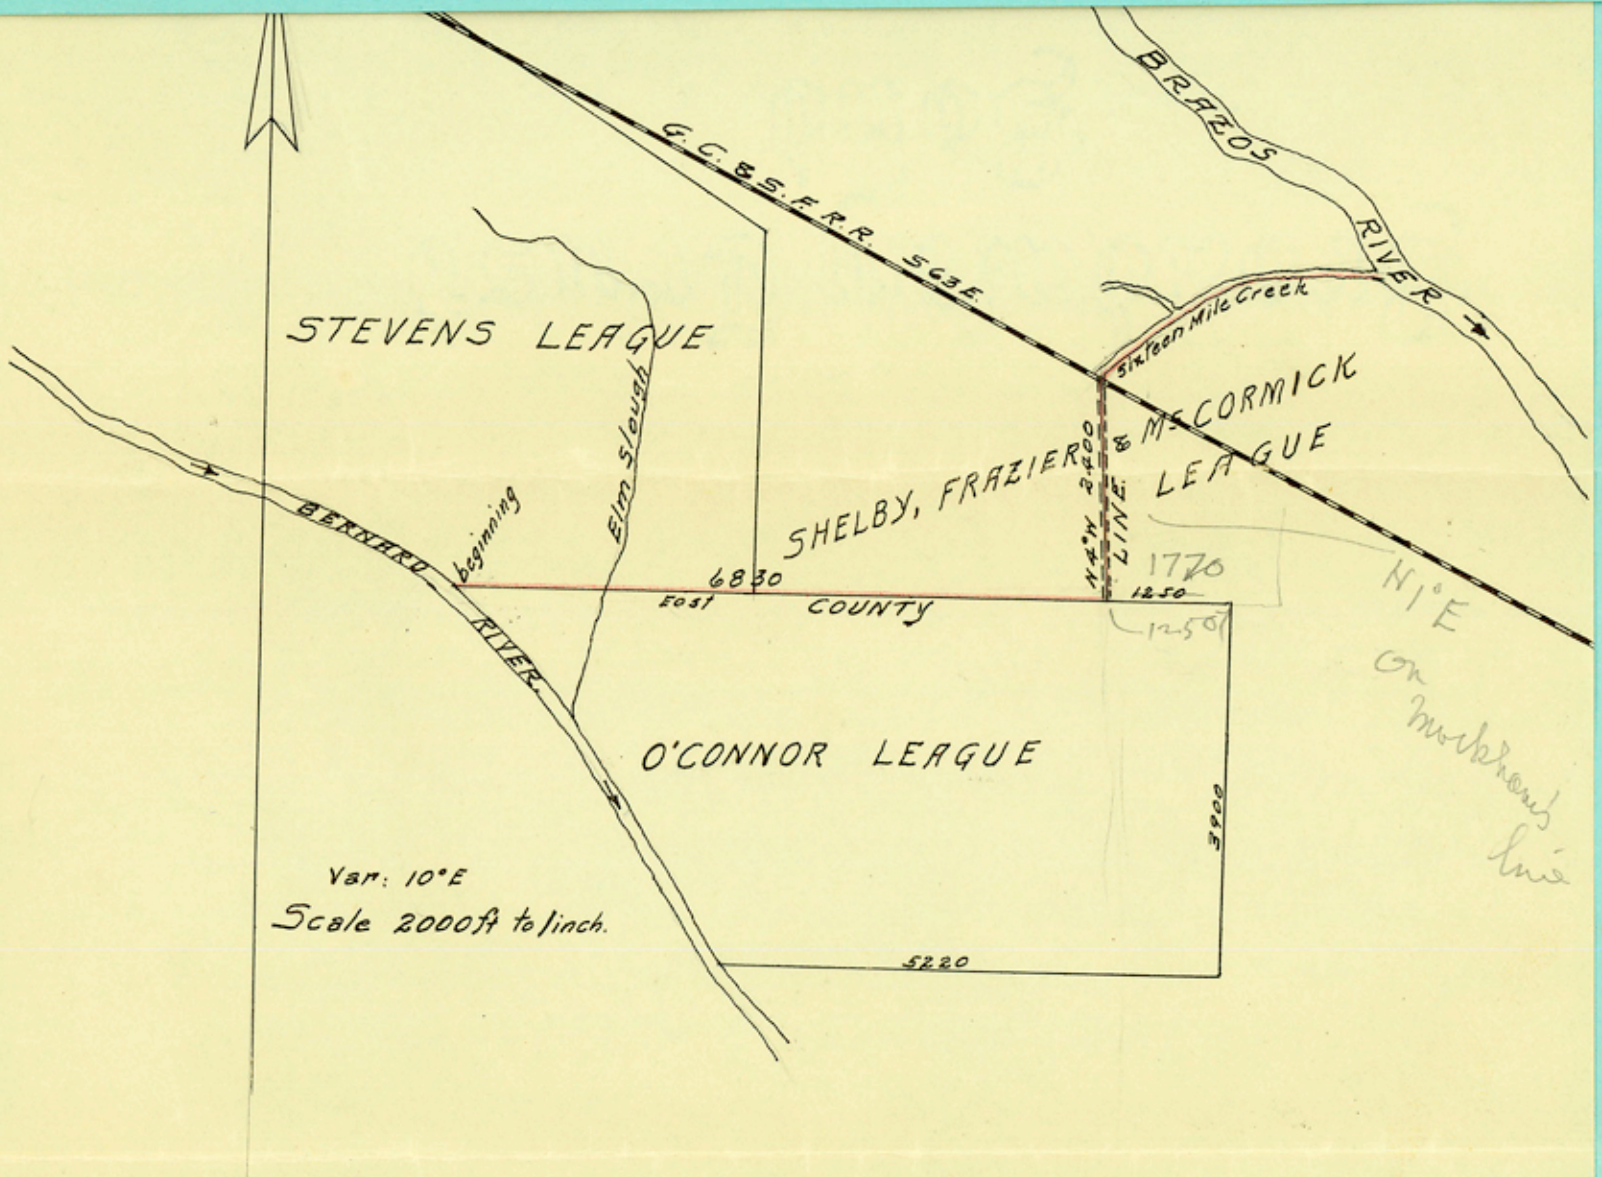 BRAZOS
RIVER
G. C. & S. F. R. R. S63E.
Sixteen Mile Creek
STEVENS LEAGUE
Elm Slough
SHELBY, FRAZIER & McCORMICK
LEAGUE
N4°W 2400
LINE
BERNARD
RIVER.
beginning
6830
East
COUNTY
1770
1250
1250
N 1° E
on
line
O'CONNOR LEAGUE
3900
5220
Var: 10°E
Scale 2000ft to 1inch.